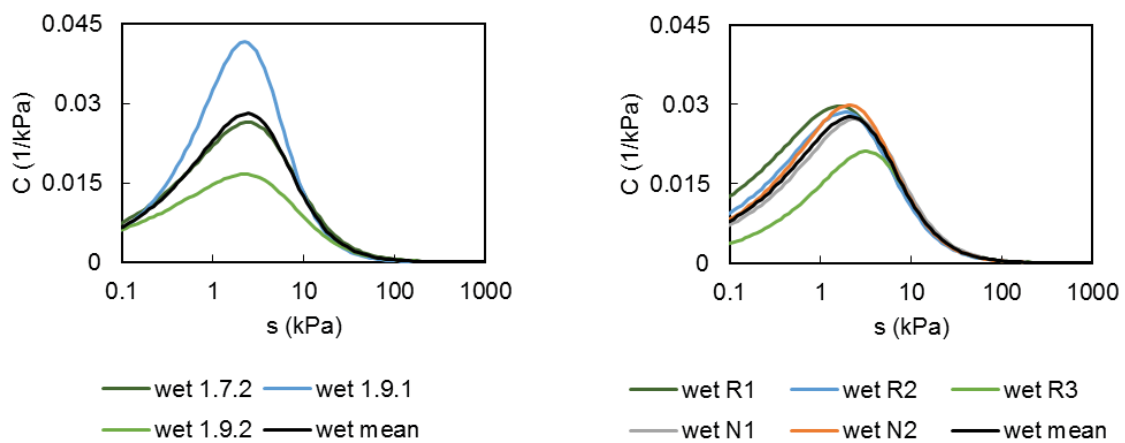 0.045
0.03
0.015
0
C (1/kPa)
0.1 1 10 100 1000
s (kPa)
wet 1.7.2 wet 1.9.1
wet 1.9.2 wet mean
0.045
0.03
0.015
0
C (1/kPa)
0.1 1 10 100 1000
s (kPa)
wet R1 wet R2 wet R3
wet N1 wet N2 wet mean